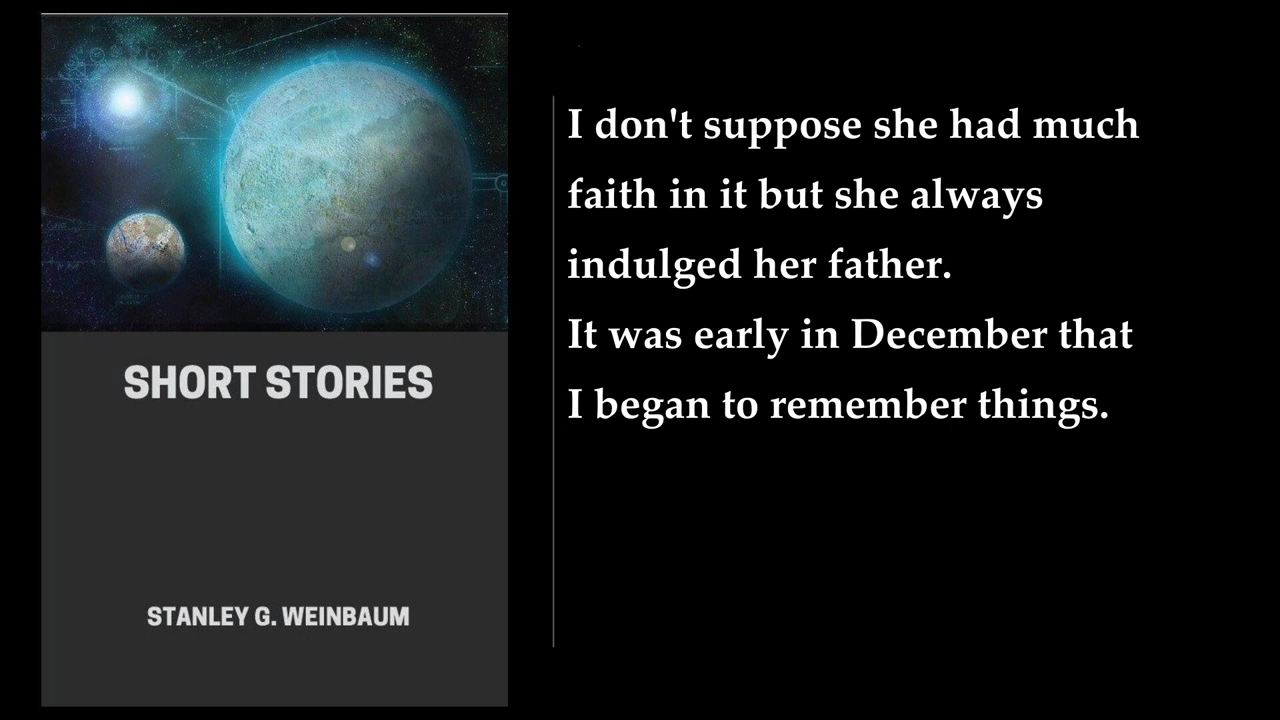 SHORT STORIES
STANLEY G. WEINBAUM
I don't suppose she had much
faith in it but she always
indulged her father.
It was early in December that
I began to remember things.